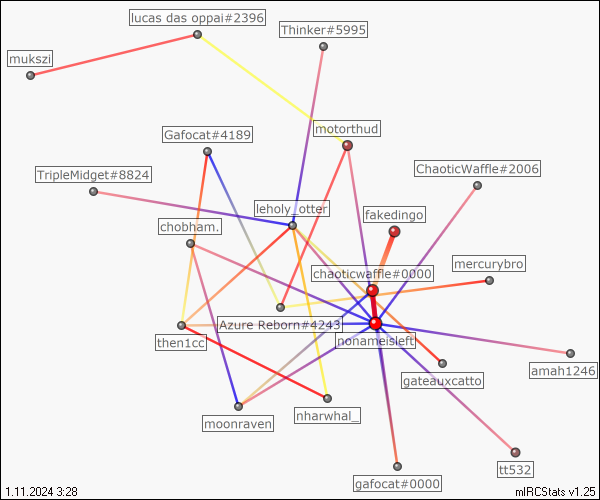 lucas das oppai#2396
Thinker#5995
mukszi
Gafocat#4189
motorthud
TripleMidget#8824
ChaoticWaffle#2006
leholy_otter
fakedingo
chobham.
mercurybro
chaoticwaffle#0000
Azure Reborn#4243
then1cc
nonameisleft
amah1246
gateauxcatto
moonraven
nharwhal_
tt532
gafocat#0000
1.11.2024 3:28
mIRCStats v1.25